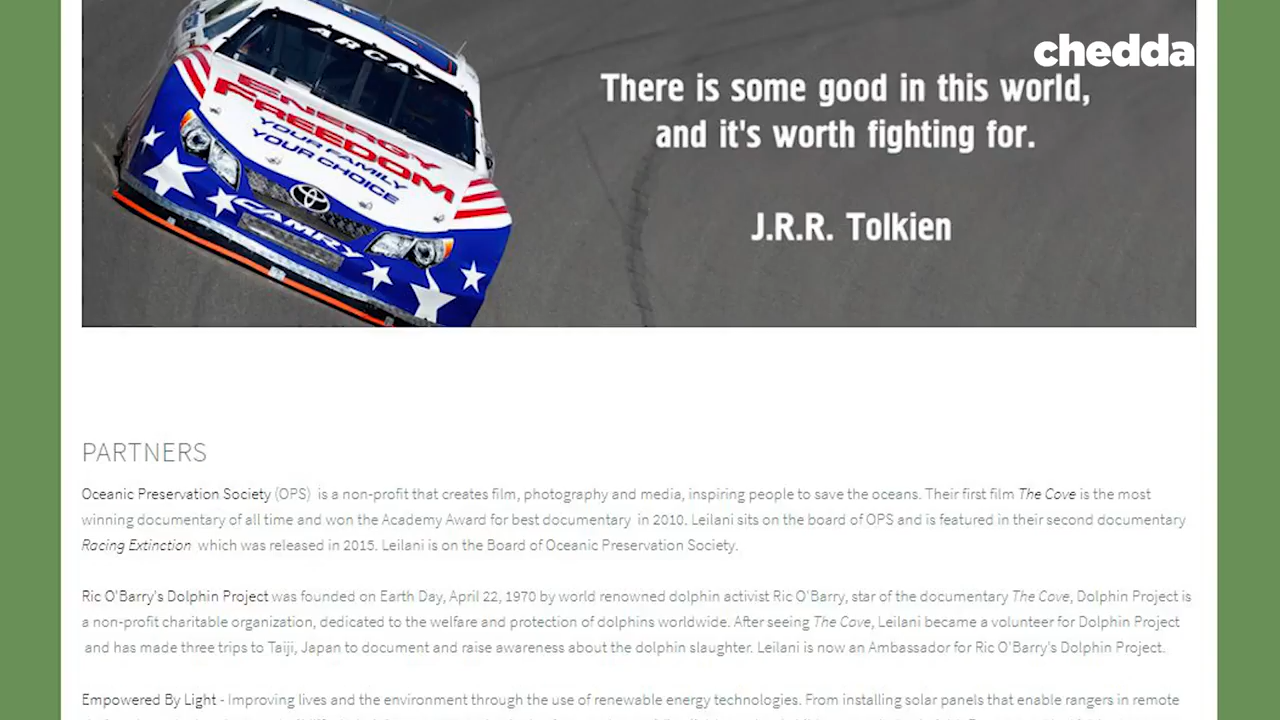 chedda
There is some good in this world,
and it's worth fighting for.
J.R.R. Tolkien
ARCA
ENERGY
FREEDOM
YOUR FAMILY
YOUR CHOICE
CAMRY
PARTNERS
Oceanic Preservation Society (OPS) is a non-profit that creates film, photography and media, inspiring people to save the oceans. Their first film The Cove is the most
winning documentary of all time and won the Academy Award for best documentary in 2010. Leilani sits on the board of OPS and is featured in their second documentary
Racing Extinction which was released in 2015. Leilani is on the Board of Oceanic Preservation Society.
Ric O'Barry's Dolphin Project was founded on Earth Day, April 22, 1970 by world renowned dolphin activist Ric O'Barry, star of the documentary The Cove, Dolphin Project is
a non-profit charitable organization, dedicated to the welfare and protection of dolphins worldwide. After seeing The Cove, Leilani became a volunteer for Dolphin Project
and has made three trips to Taiji, Japan to document and raise awareness about the dolphin slaughter. Leilani is now an Ambassador for Ric O'Barry's Dolphin Project.
Empowered By Light - Improving lives and the environment through the use of renewable energy technologies. From installing solar panels that enable rangers in remote